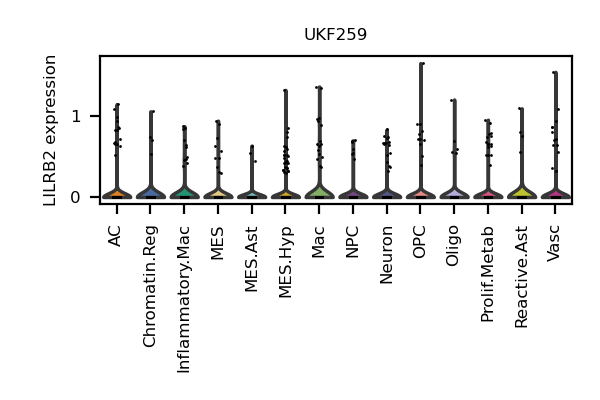 UKF259
LILRB2 expression
1
0
AC
Chromatin.Reg
Inflammatory.Mac
MES
MES.Ast
MES.Hyp
Mac
NPC
Neuron
OPC
Oligo
Prolif.Metab
Reactive.Ast
Vasc